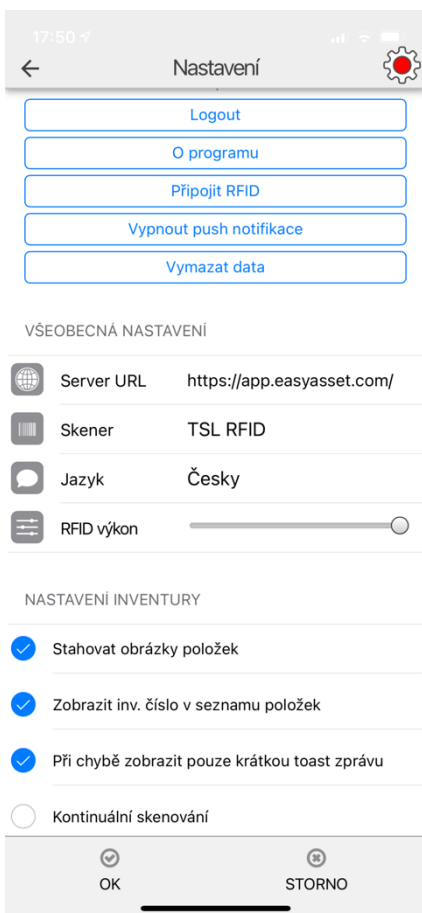 17:50
Nastavení
Logout
O programu
Připojit RFID
Vypnout push notifikace
Vymazat data
VŠEOBECNÁ NASTAVENÍ
Server URL https://app.easyasset.com/
Skener TSL RFID
Jazyk Česky
RFID výkon
NASTAVENÍ INVENTURY
Stahovat obrázky položek
Zobrazit inv. číslo v seznamu položek
Při chybě zobrazit pouze krátkou toast zprávu
Kontinuální skenování
OK STORNO